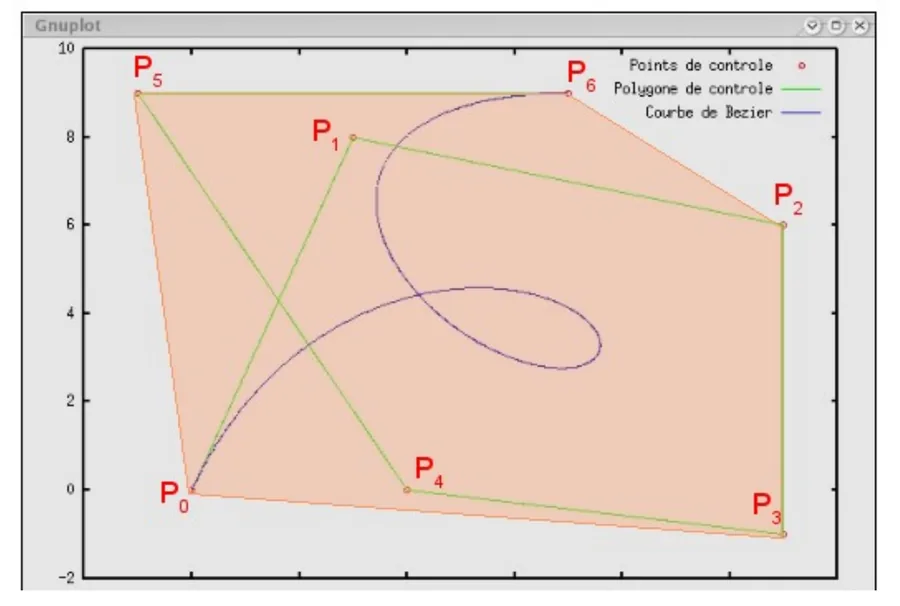 Gnuplot
10
8
6
4
2
0
-2
Points de controle
Polygone de controle
Courbe de Bezier
P5
P6
P1
P2
P4
P0
P3